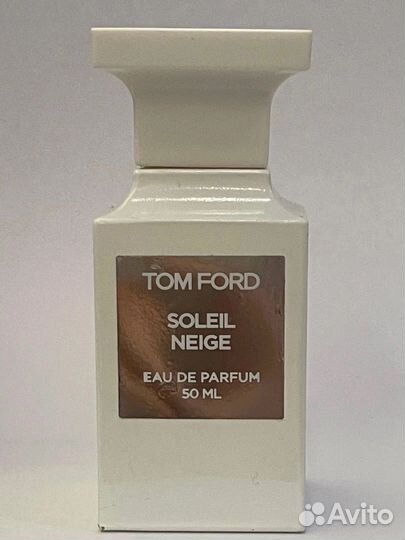 TOM FORD
SOLEIL
NEIGE
EAU DE PARFUM
50 ML
Avito